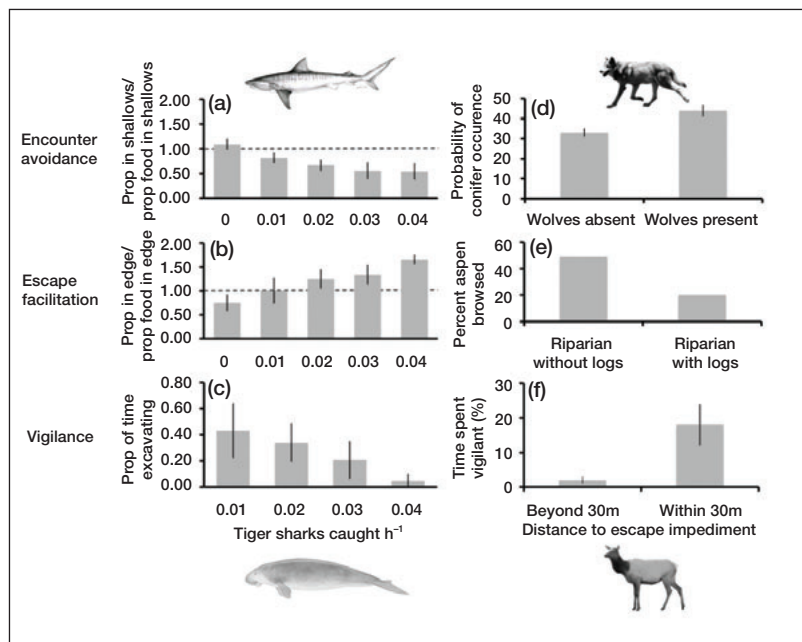 Encounter
avoidance
Prop in shallows/
prop food in shallows
(a)
2.00
1.50
1.00
0.50
0.00
0 0.01 0.02 0.03 0.04
Probability of
conifer occurence
(d)
50
40
30
20
10
0
Wolves absent Wolves present
Escape
facilitation
Prop in edge/
prop food in edge
(b)
2.00
1.50
1.00
0.50
0.00
0 0.01 0.02 0.03 0.04
Percent aspen
browsed
(e)
60
40
20
0
Riparian
without logs
Riparian
with logs
Vigilance
Prop of time
excavating
(c)
0.80
0.60
0.40
0.20
0.00
0.01 0.02 0.03 0.04
Tiger sharks caught h⁻¹
Time spent
vigilant (%)
(f)
30
20
10
0
Beyond 30m Within 30m
Distance to escape impediment